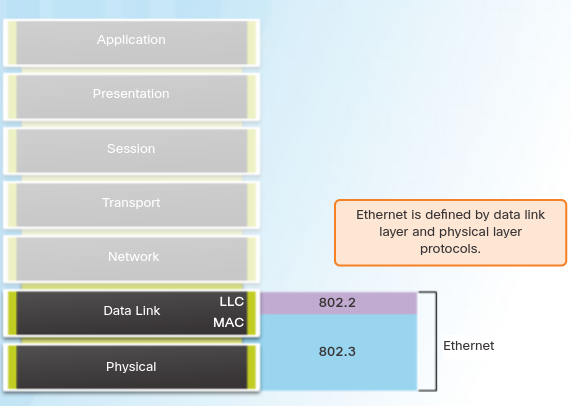 Application
Presentation
Session
Transport
Network
Ethernet is defined by data link
layer and physical layer
protocols.
Data Link
LLC
MAC
802.2
802.3
Ethernet
Physical